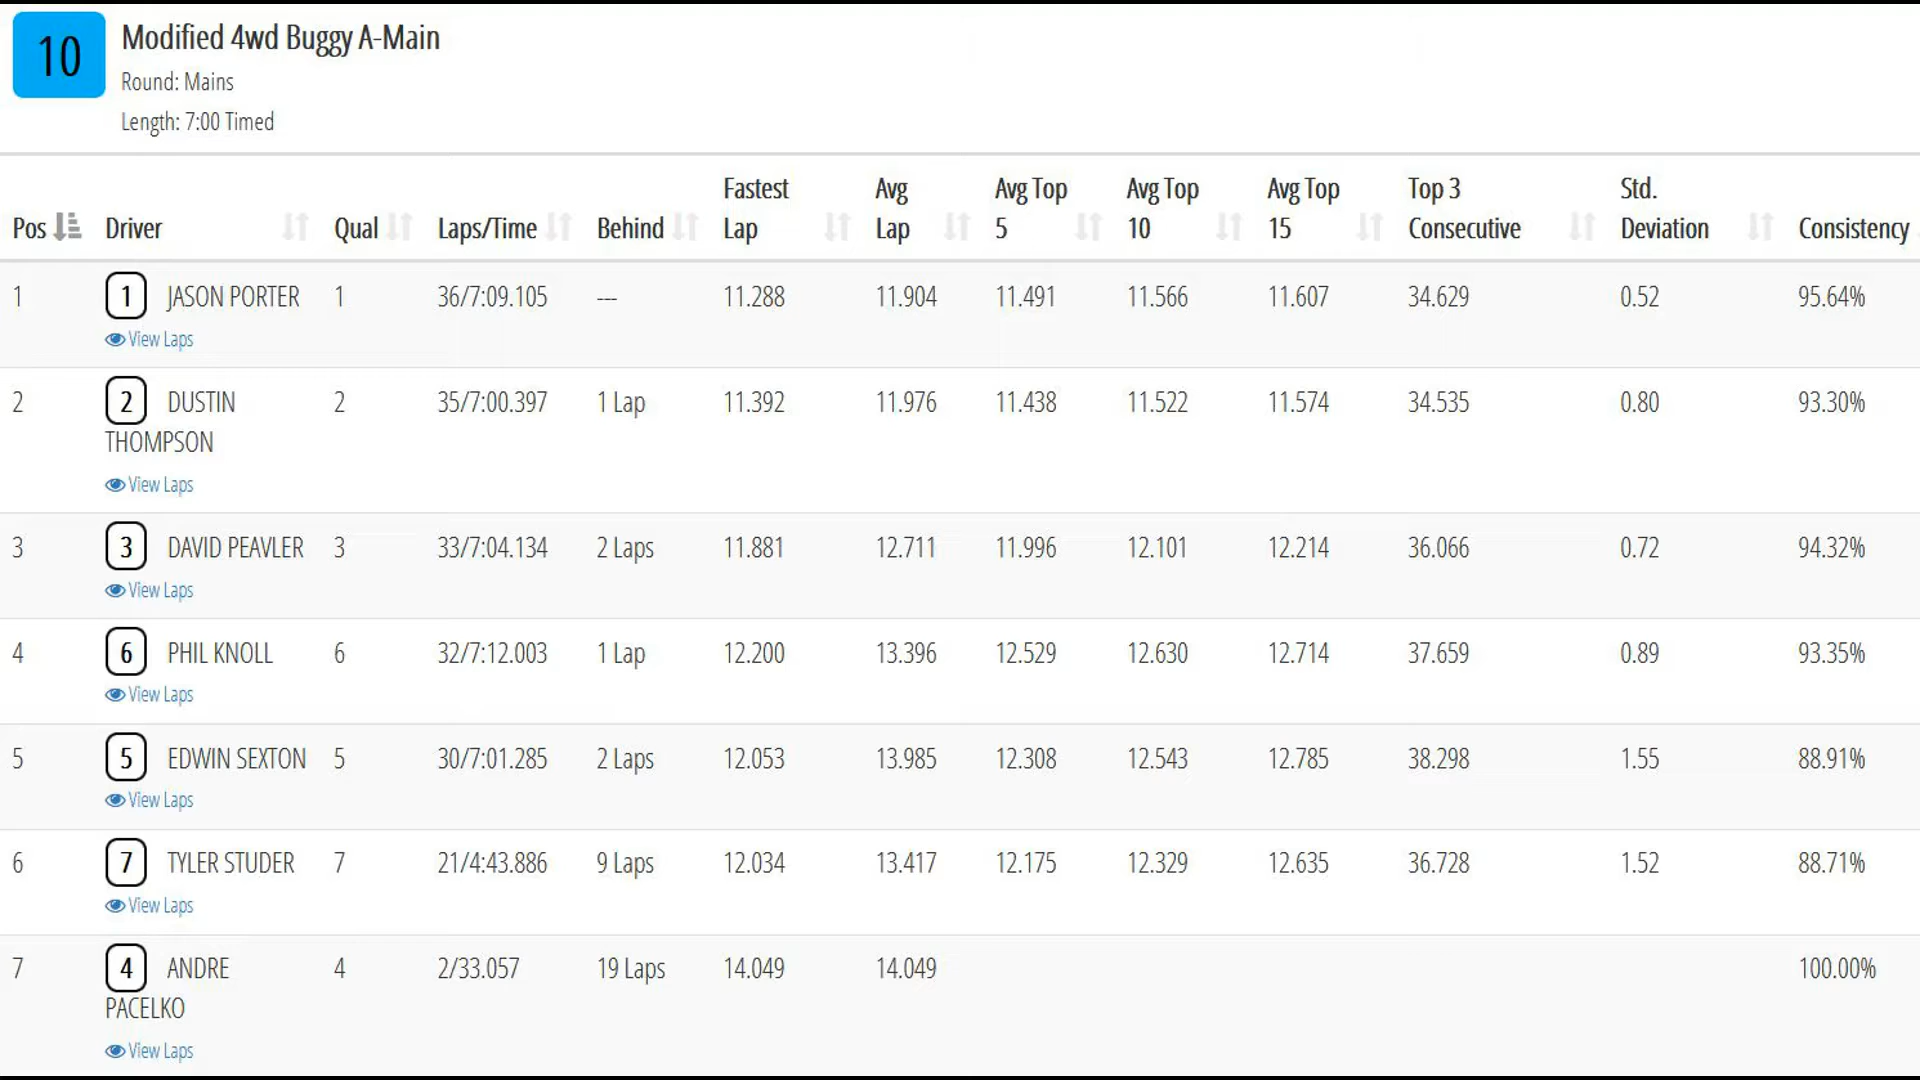 10
Modified 4wd Buggy A-Main
Round: Mains
Length: 7:00 Timed
Pos Driver Qual Laps/Time Behind Fastest Lap Avg Lap Avg Top 5 Avg Top 10 Avg Top 15 Top 3 Consecutive Std. Deviation Consistency
1 1 JASON PORTER 1 36/7:09.105 --- 11.288 11.904 11.491 11.566 11.607 34.629 0.52 95.64%
View Laps
2 2 DUSTIN 2 35/7:00.397 1 Lap 11.392 11.976 11.438 11.522 11.574 34.535 0.80 93.30%
THOMPSON
View Laps
3 3 DAVID PEAVLER 3 33/7:04.134 2 Laps 11.881 12.711 11.996 12.101 12.214 36.066 0.72 94.32%
View Laps
4 6 PHIL KNOLL 6 32/7:12.003 1 Lap 12.200 13.396 12.529 12.630 12.714 37.659 0.89 93.35%
View Laps
5 5 EDWIN SEXTON 5 30/7:01.285 2 Laps 12.053 13.985 12.308 12.543 12.785 38.298 1.55 88.91%
View Laps
6 7 TYLER STUDER 7 21/4:43.886 9 Laps 12.034 13.417 12.175 12.329 12.635 36.728 1.52 88.71%
View Laps
7 4 ANDRE 4 2/33.057 19 Laps 14.049 14.049 100.00%
PACELKO
View Laps